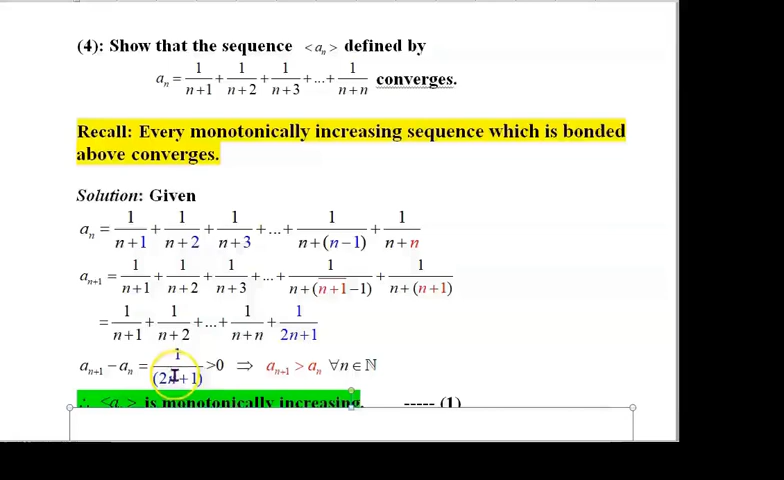 (4): Show that the sequence <aₙ> defined by
aₙ = 1/(n+1) + 1/(n+2) + 1/(n+3) + ... + 1/(n+n) converges.
Recall: Every monotonically increasing sequence which is bonded
above converges.
Solution: Given
aₙ = 1/(n+1) + 1/(n+2) + 1/(n+3) + ... + 1/(n+(n−1)) + 1/(n+n)
aₙ₊₁ = 1/(n+1) + 1/(n+2) + 1/(n+3) + ... + 1/(n+(n+1−1)) + 1/(n+(n+1))
= 1/(n+1) + 1/(n+2) + ... + 1/(n+n) + 1/(2n+1)
aₙ₊₁ − aₙ = 1/(2n+1) >0 ⇒ aₙ₊₁ > aₙ ∀n∈ℕ
∴ <a > is monotonically increasing. ----- (1)